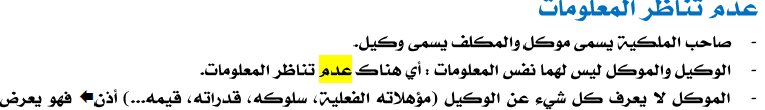 عدم تناظر المعلومات
- صاحب الملكية يسمى موكل والمكلف يسمى وكيل.
- الوكيل والموكل ليس لهما نفس المعلومات : أي هناك عدم تناظر المعلومات.
- الموكل لا يعرف كل شيء عن الوكيل (مؤهلاته الفعلية، سلوكه، قدراته، قيمه...) أذن🡸 فهو يعرض